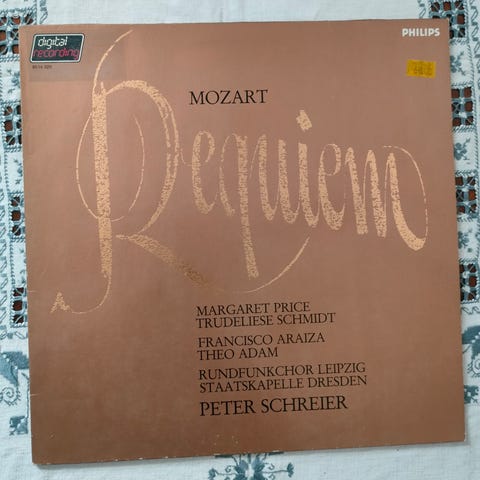 digital
recording
PHILIPS
MOZART
Requiem
MARGARET PRICE
TRUDELIESE SCHMIDT
FRANCISCO ARAIZA
THEO ADAM
RUNDFUNKCHOR LEIPZIG
STAATSKAPELLE DRESDEN
PETER SCHREIER